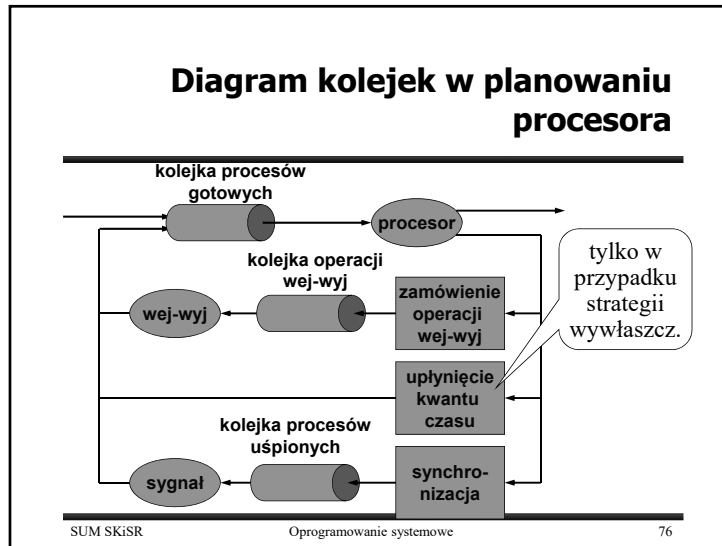 Diagram kolejek w planowaniu
procesora
kolejka procesów
gotowych
procesor
kolejka operacji
wej-wyj
wej-wyj
zamówienie
operacji
wej-wyj
tylko w
przypadku
strategii
wywłaszcz.
upłynięcie
kwantu
czasu
kolejka procesów
uśpionych
sygnał
synchro-
nizacja
SUM SKiSR Oprogramowanie systemowe 76